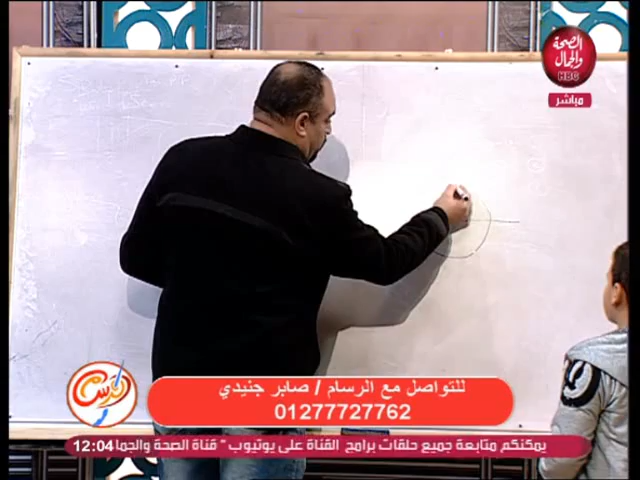 الصحة
والجمال
HBC
مباشر
للتواصل مع الرسام / صابر جنيدي
01277727762
12:04
يمكنكم متابعة جميع حلقات برامج القناة على يوتيوب " قناة الصحة والجما